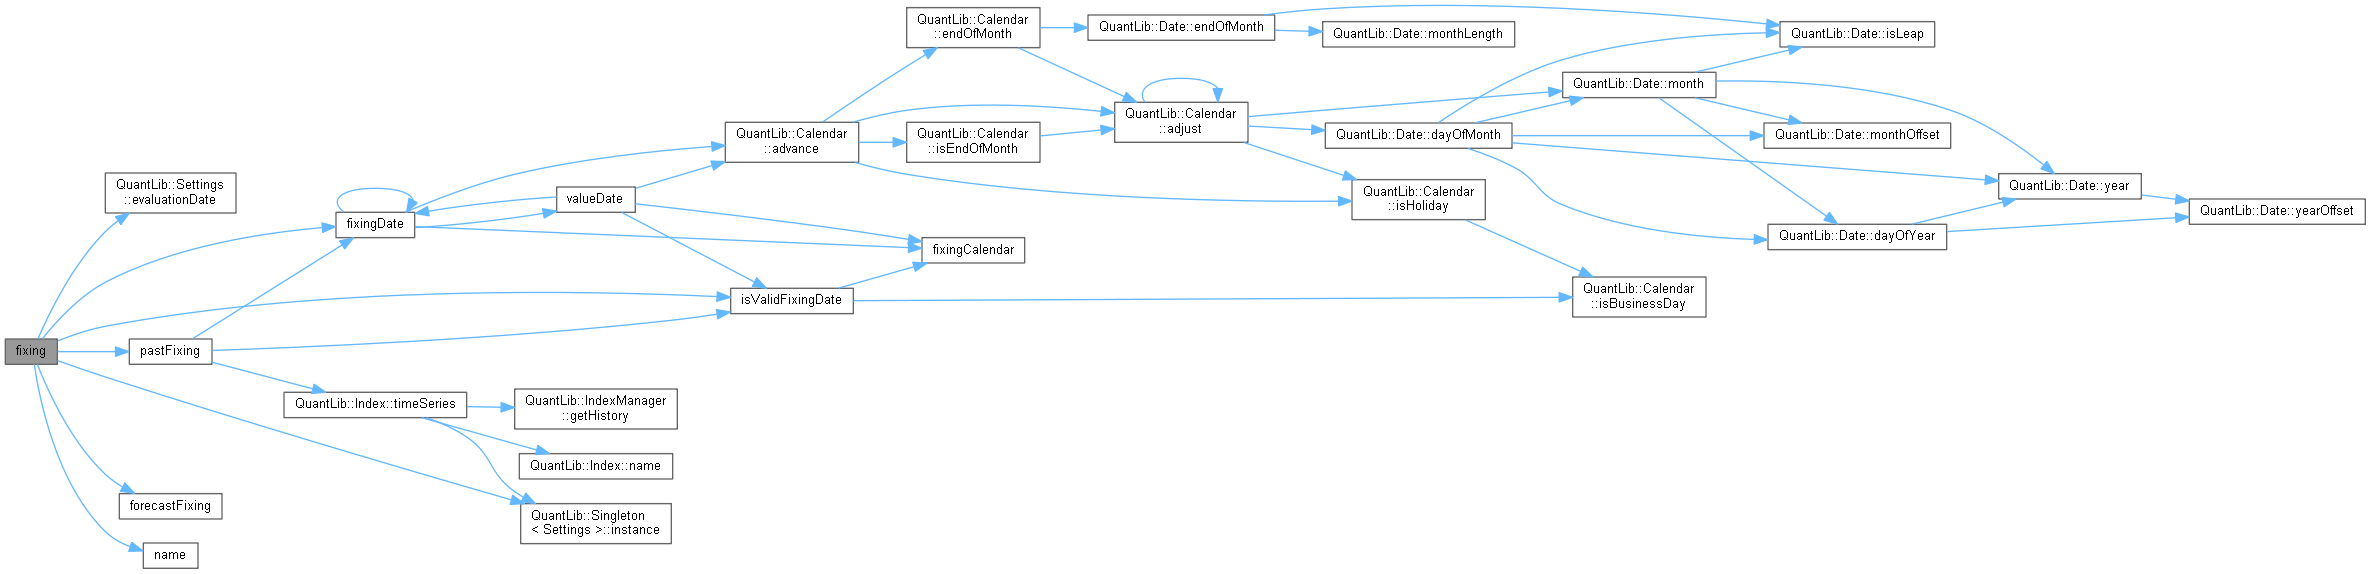 fixing
QuantLib::Settings
::evaluationDate
fixingDate
pastFixing
QuantLib::Index::timeSeries
forecastFixing
name
valueDate
QuantLib::IndexManager
::getHistory
QuantLib::Index::name
QuantLib::Singleton
< Settings >::instance
QuantLib::Calendar
::advance
isValidFixingDate
QuantLib::Calendar
::endOfMonth
QuantLib::Calendar
::isEndOfMonth
fixingCalendar
QuantLib::Date::endOfMonth
QuantLib::Calendar
::adjust
QuantLib::Date::monthLength
QuantLib::Date::dayOfMonth
QuantLib::Calendar
::isHoliday
QuantLib::Date::month
QuantLib::Calendar
::isBusinessDay
QuantLib::Date::isLeap
QuantLib::Date::monthOffset
QuantLib::Date::dayOfYear
QuantLib::Date::year
QuantLib::Date::yearOffset